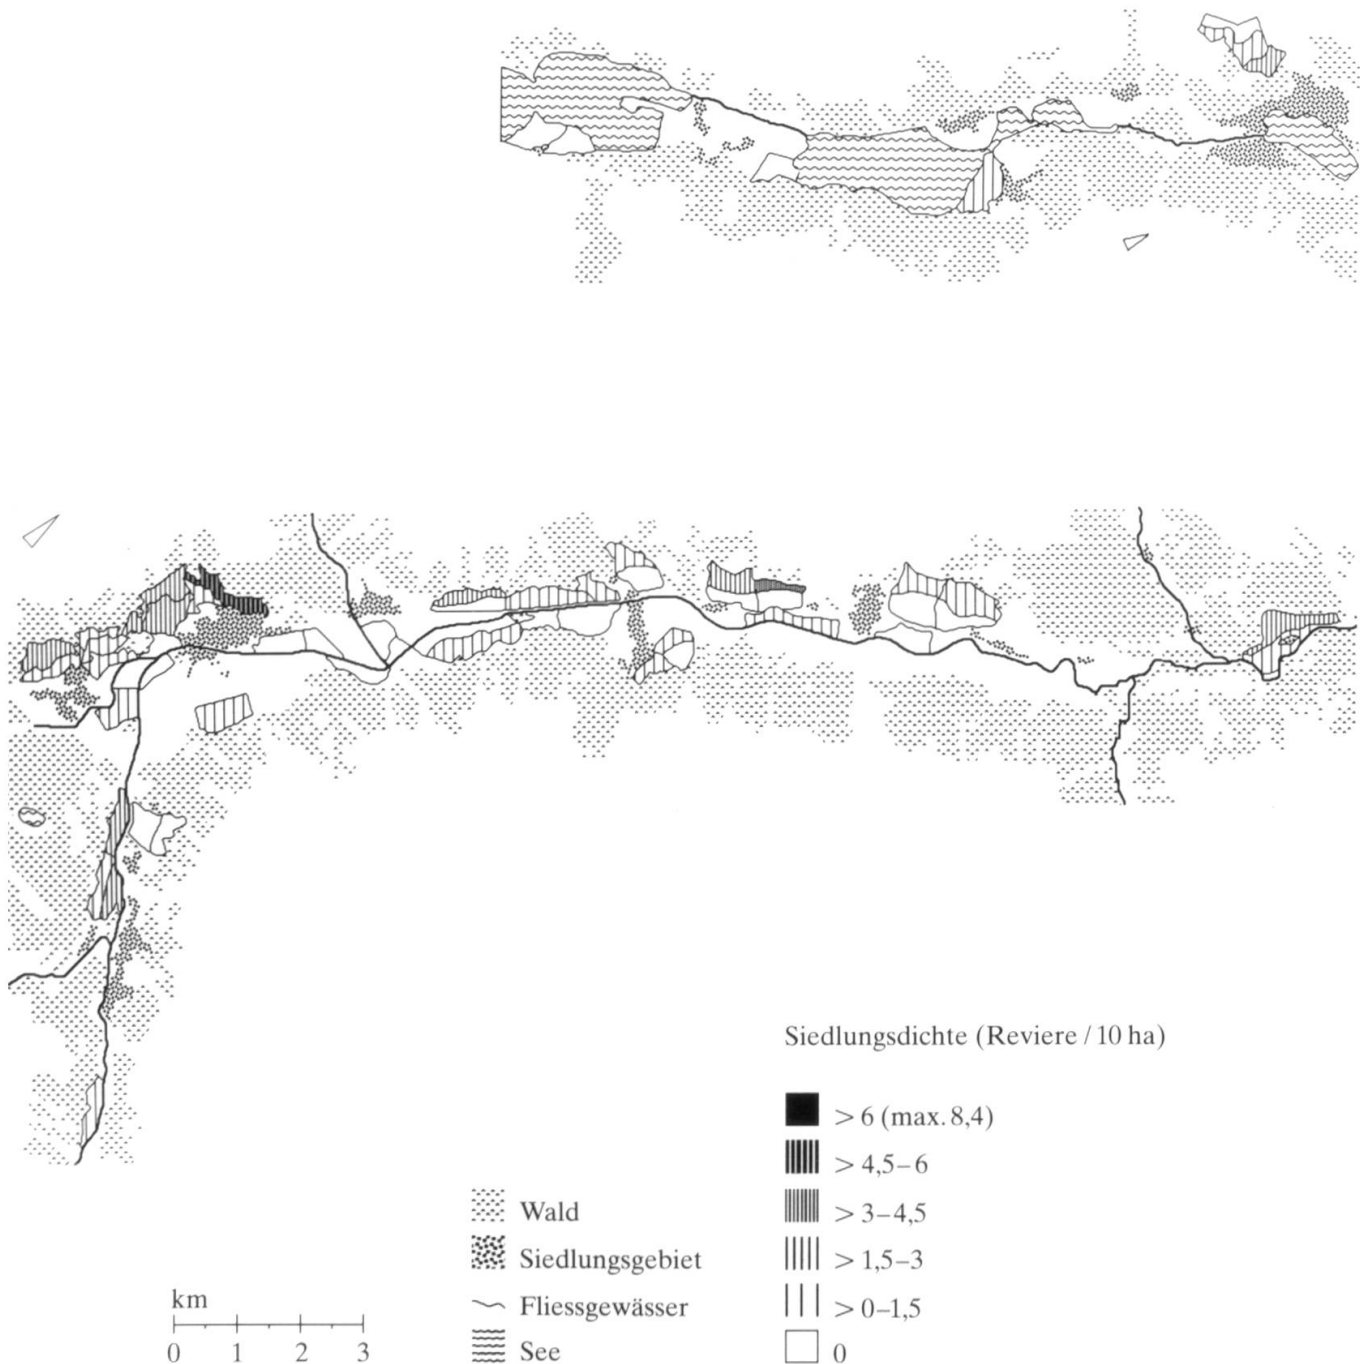 Siedlungsdichte (Reviere / 10 ha)
> 6 (max. 8,4)
> 4,5–6
> 3–4,5
> 1,5–3
> 0–1,5
0
Wald
Siedlungsgebiet
Fliessgewässer
See
km
0 1 2 3